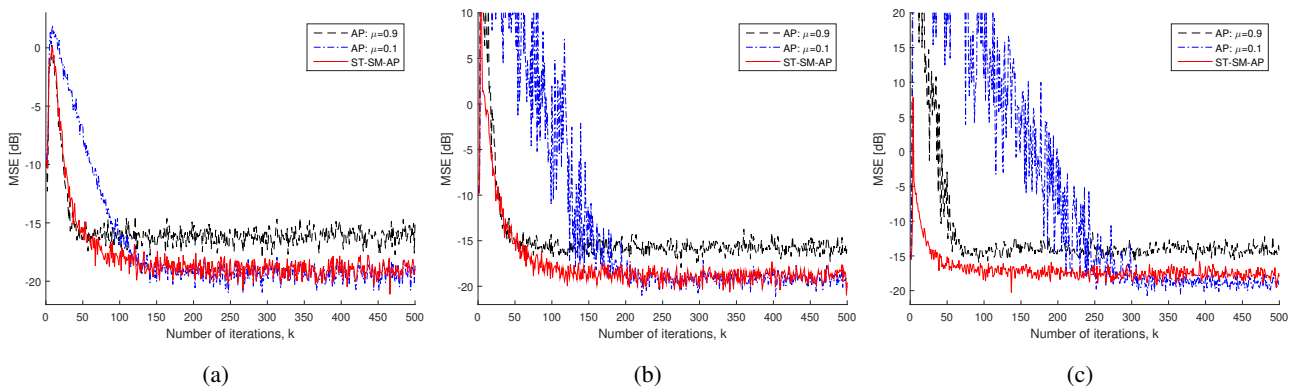 MSE [dB]
0
-5
-10
-15
-20
0 50 100 150 200 250 300 350 400 450 500
Number of iterations, k
AP: μ=0.9
AP: μ=0.1
ST-SM-AP
(a)
MSE [dB]
10
5
0
-5
-10
-15
-20
0 50 100 150 200 250 300 350 400 450 500
Number of iterations, k
AP: μ=0.9
AP: μ=0.1
ST-SM-AP
(b)
MSE [dB]
20
15
10
5
0
-5
-10
-15
-20
0 50 100 150 200 250 300 350 400 450 500
Number of iterations, k
AP: μ=0.9
AP: μ=0.1
ST-SM-AP
(c)